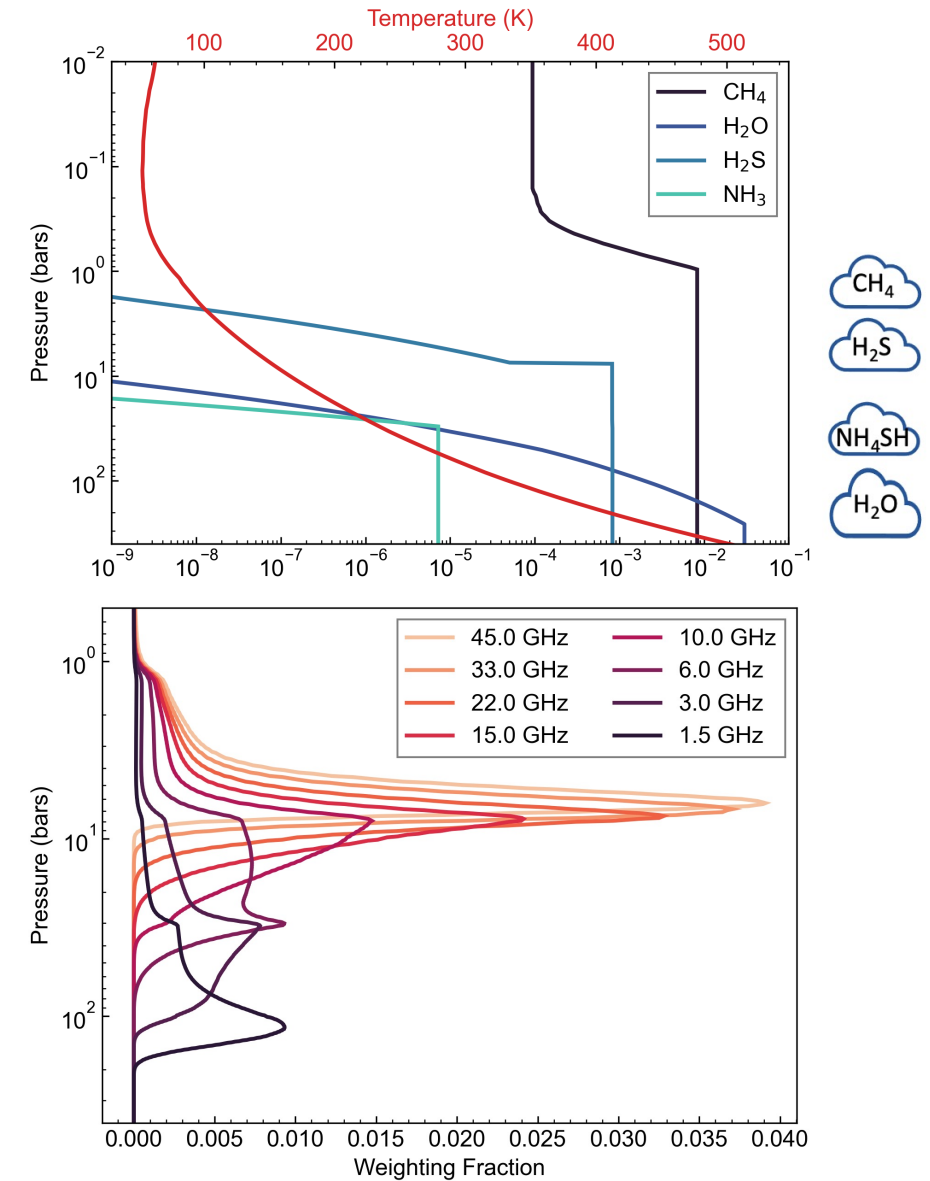 Temperature (K)
100 200 300 400 500
CH₄
H₂O
H₂S
NH₃
Pressure (bars)
10⁻²
10⁻¹
10⁰
10¹
10²
10⁻⁹ 10⁻⁸ 10⁻⁷ 10⁻⁶ 10⁻⁵ 10⁻⁴ 10⁻³ 10⁻² 10⁻¹
CH₄
H₂S
NH₄SH
H₂O
45.0 GHz 10.0 GHz
33.0 GHz 6.0 GHz
22.0 GHz 3.0 GHz
15.0 GHz 1.5 GHz
Pressure (bars)
10⁰
10¹
10²
0.000 0.005 0.010 0.015 0.020 0.025 0.030 0.035 0.040
Weighting Fraction